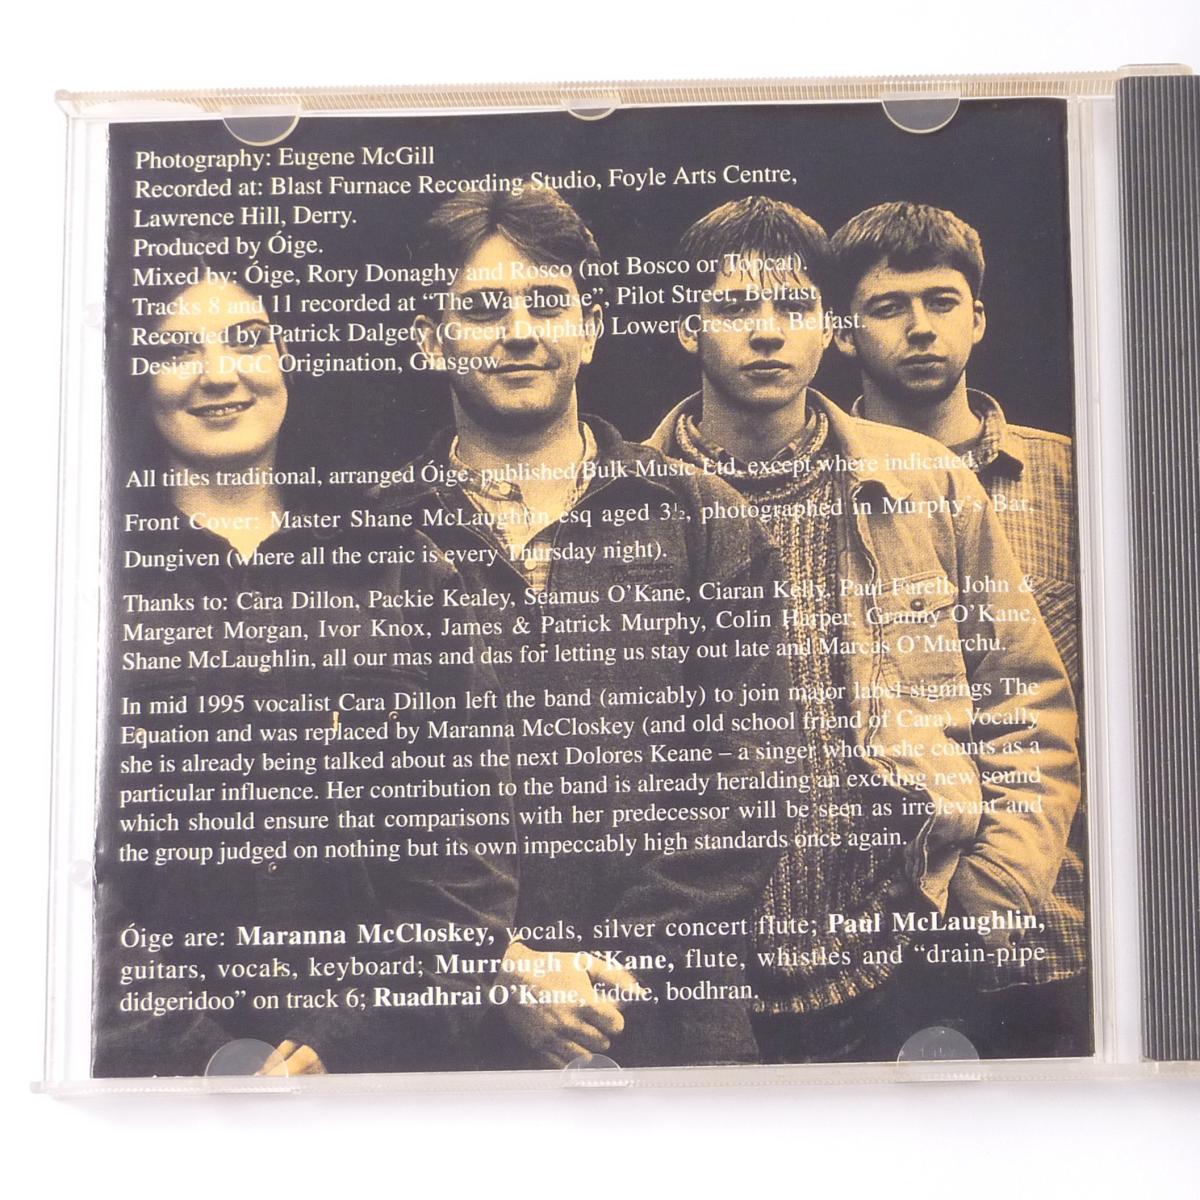 Photography: Eugene McGill
Recorded at: Blast Furnace Recording Studio, Foyle Arts Centre,
Lawrence Hill, Derry.
Produced by Óige.
Mixed by: Óige, Rory Donaghy and Rosco (not Bosco or Topcat).
Tracks 8 and 11 recorded at “The Warehouse”, Pilot Street, Belfast.
Recorded by Patrick Dalgety (Green Dolphin) Lower Crescent, Belfast.
Design: DGC Origination, Glasgow
All titles traditional, arranged Óige, published Bulk Music Ltd, except where indicated.
Front Cover: Master Shane McLaughlin esq aged 3½, photographed in Murphy's Bar,
Dungiven (where all the craic is every Thursday night).
Thanks to: Cara Dillon, Packie Kealey, Seamus O'Kane, Ciaran Kelly, Paul Farell, John &
Margaret Morgan, Ivor Knox, James & Patrick Murphy, Colin Harper, Granny O'Kane,
Shane McLaughlin, all our mas and das for letting us stay out late and Marcas O'Murchu.
In mid 1995 vocalist Cara Dillon left the band (amicably) to join major label signings The
Equation and was replaced by Maranna McCloskey (and old school friend of Cara). Vocally
she is already being talked about as the next Dolores Keane – a singer whom she counts as a
particular influence. Her contribution to the band is already heralding an exciting new sound
which should ensure that comparisons with her predecessor will be seen as irrelevant and
the group judged on nothing but its own impeccably high standards once again.
Óige are: Maranna McCloskey, vocals, silver concert flute; Paul McLaughlin,
guitars, vocals, keyboard; Murrough O'Kane, flute, whistles and “drain-pipe
didgeridoo” on track 6; Ruadhrai O'Kane, fiddle, bodhran.